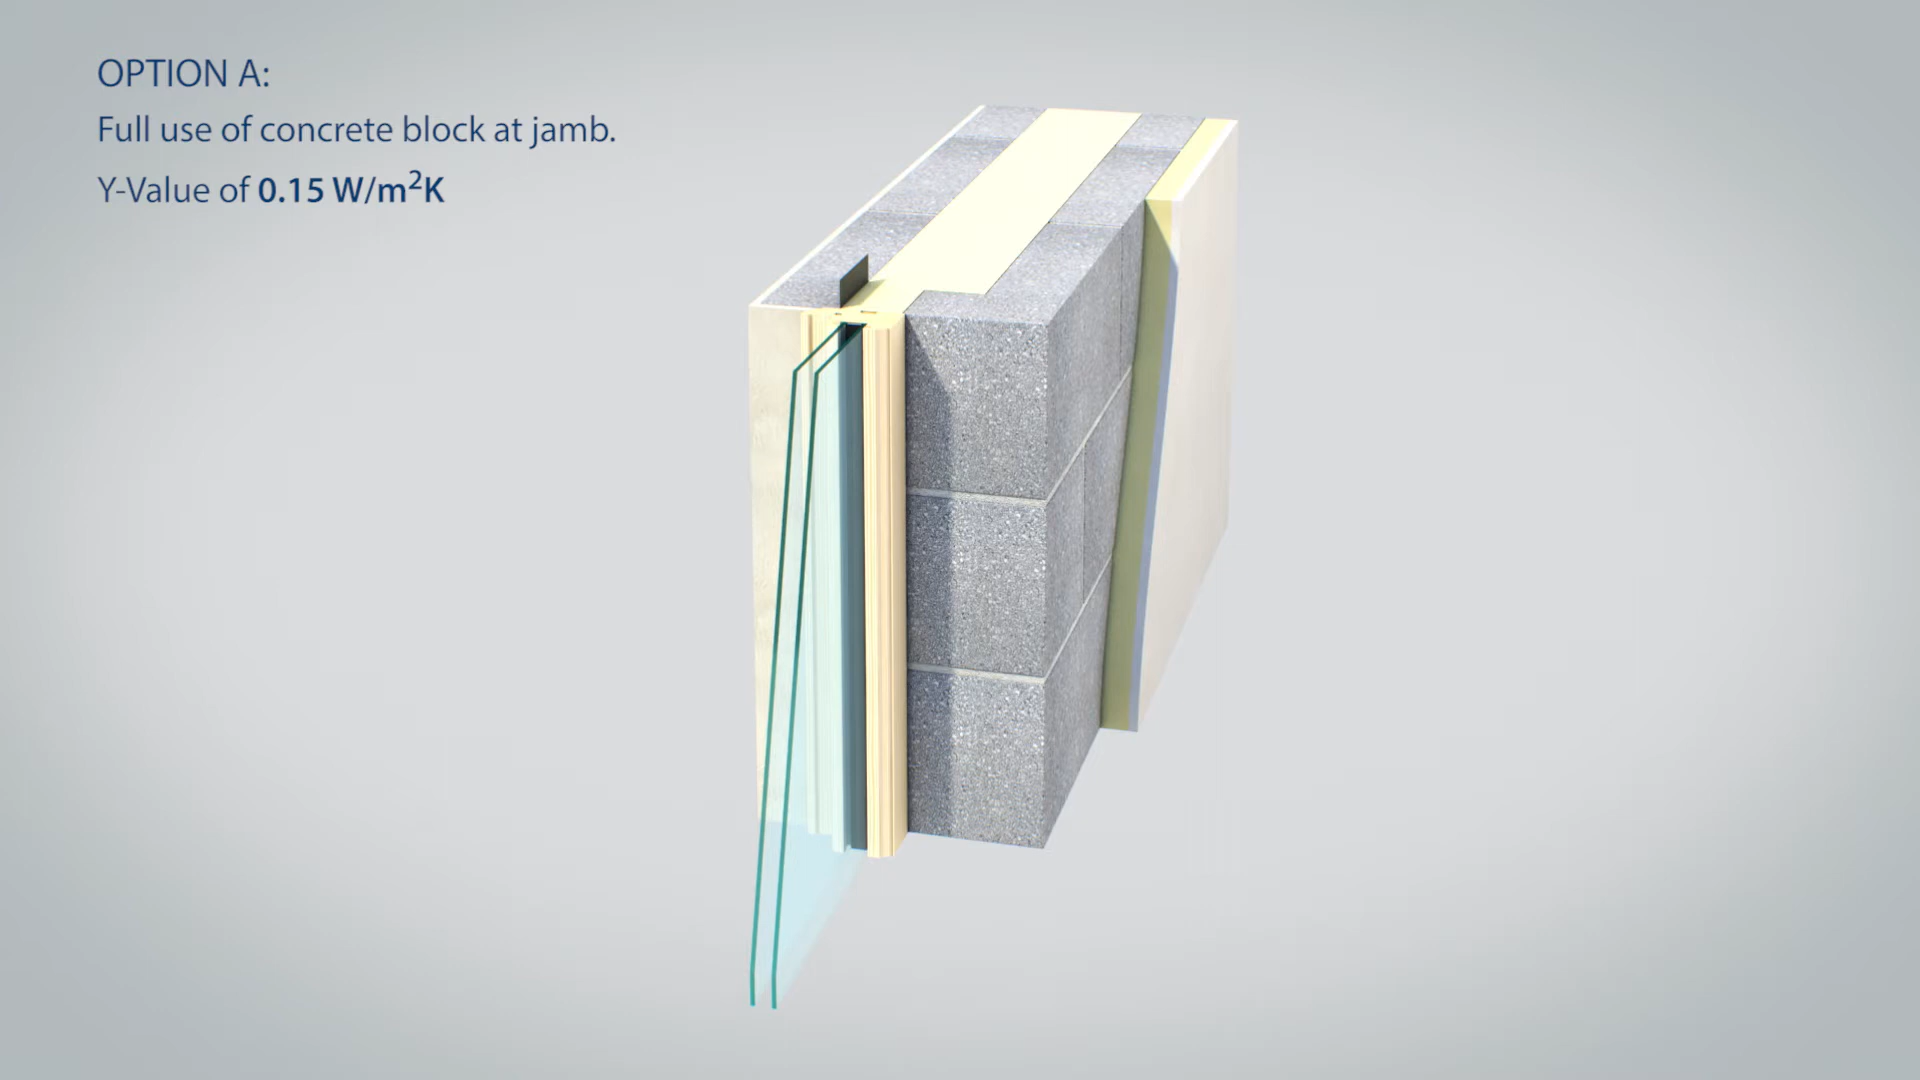 OPTION A:
Full use of concrete block at jamb.
Y-Value of 0.15 W/m²K